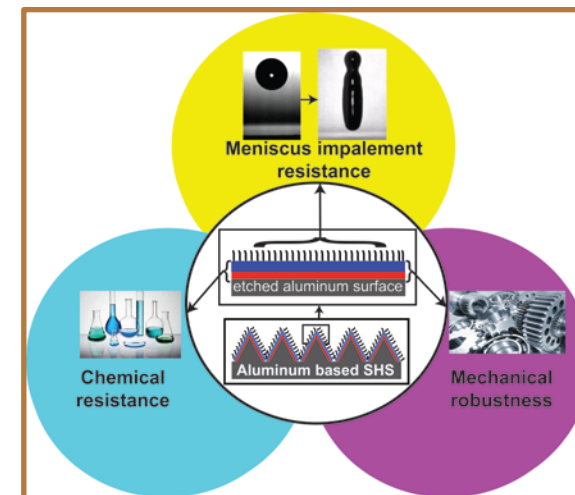 Meniscus impalement
resistance
etched aluminum surface
Aluminum based SHS
Chemical
resistance
Mechanical
robustness